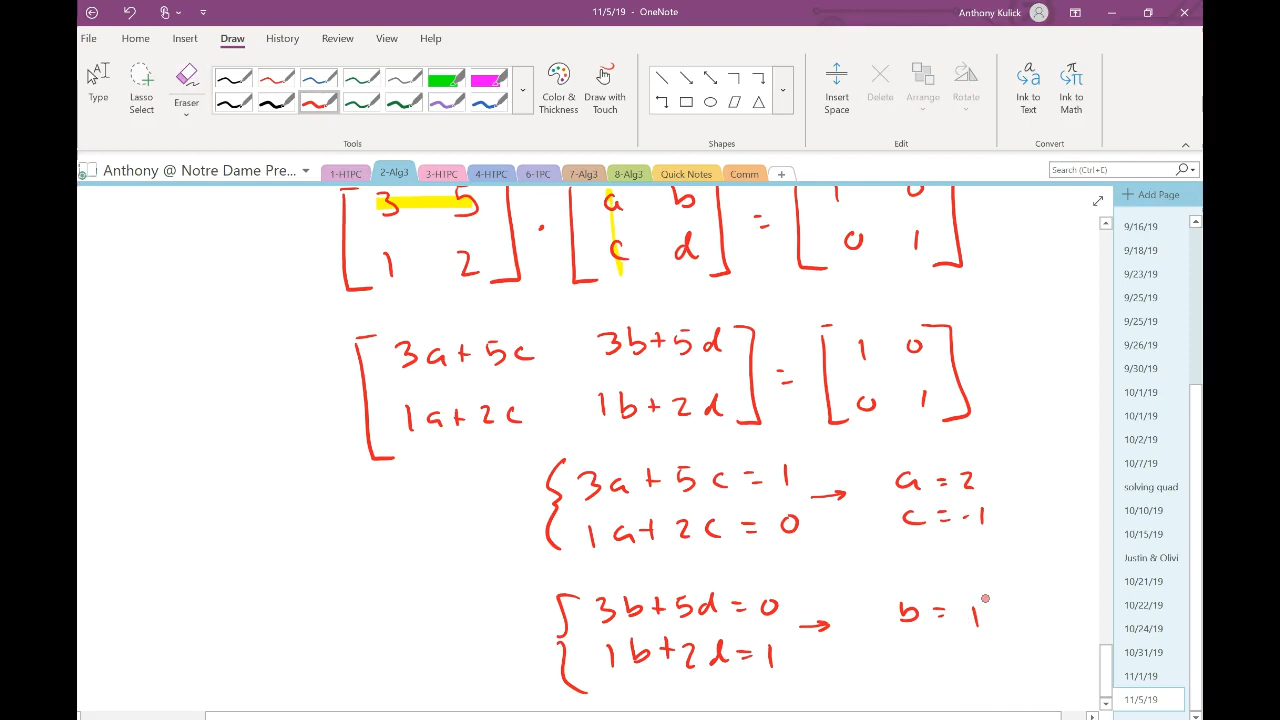 11/5/19 - OneNote
Anthony Kulick
File Home Insert Draw History Review View Help
Type
Lasso Select
Eraser
Color & Thickness
Draw with Touch
Insert Space
Delete
Arrange
Rotate
Ink to Text
Ink to Math
Tools
Shapes
Edit
Convert
Anthony @ Notre Dame Pre...
1-HTPC 2-Alg3 3-HTPC 4-HTPC 6-TPC 7-Alg3 8-Alg3 Quick Notes Comm
Search (Ctrl+E)
Add Page
9/16/19
9/18/19
9/23/19
9/25/19
9/25/19
9/26/19
9/30/19
10/1/19
10/1/19
10/2/19
10/7/19
solving quad
10/10/19
10/15/19
Justin & Olivi
10/21/19
10/22/19
10/24/19
10/31/19
11/1/19
11/5/19
[3 5 · [a b = [1 0
1 2] c d] 0 1]
[3a + 5c 3b + 5d = [1 0
1a + 2c 1b + 2d] 0 1]
{3a + 5c = 1 → a = 2
1a + 2c = 0 c = -1
{3b + 5d = 0 → b = 1
1b + 2d = 1